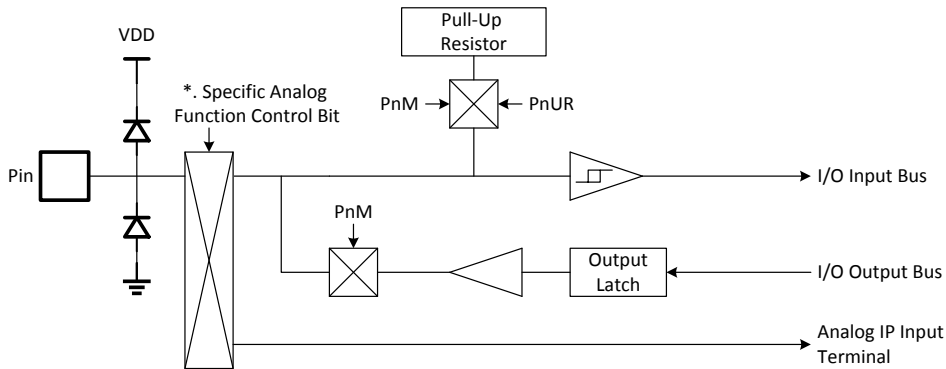 Pull-Up
Resistor
VDD
*. Specific Analog
Function Control Bit
PnM
PnUR
Pin
I/O Input Bus
PnM
Output
Latch
I/O Output Bus
Analog IP Input
Terminal